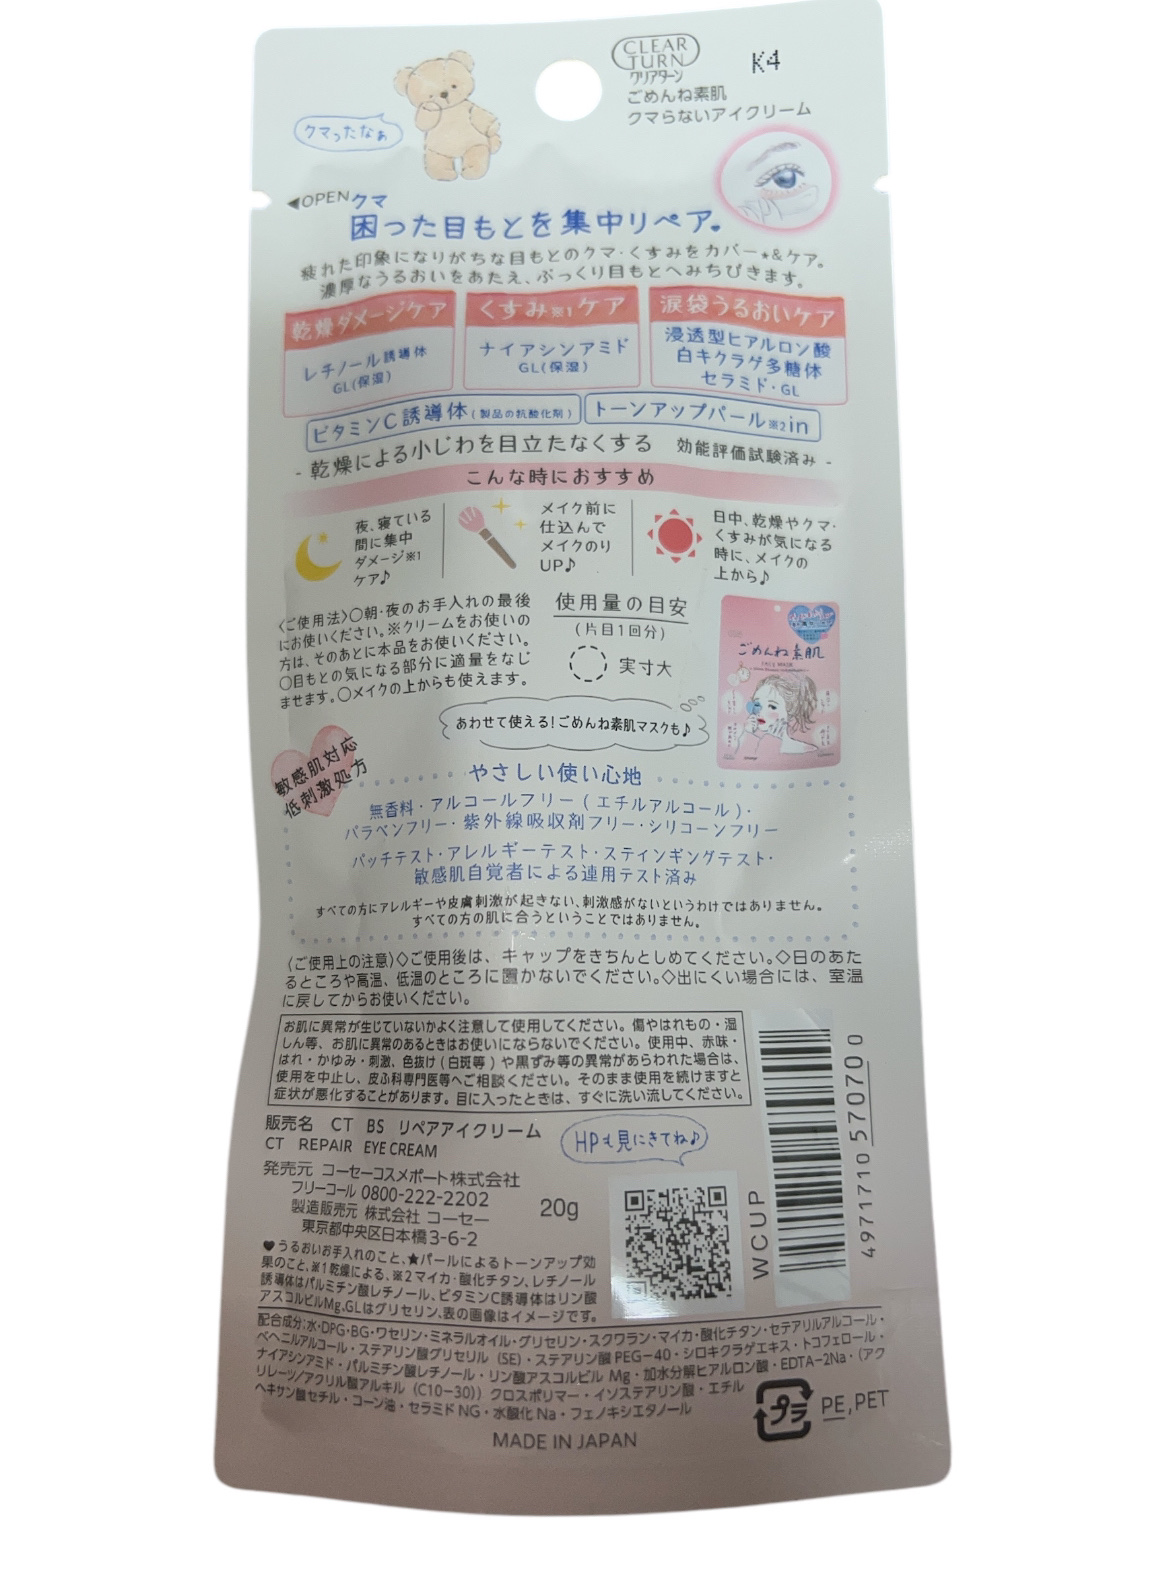 CLEAR
TURN
クリアターン
K4
ごめんね素肌
クマらないアイクリーム
クマったなぁ
◀OPEN
クマ
困った目もとを集中リペア♥
疲れた印象になりがちな目もとのクマ・くすみをカバー★&ケア。
濃厚なうるおいをあたえ、ぷっくり目もとへみちびきます。
乾燥ダメージケア
レチノール誘導体
GL(保湿)
くすみ※1ケア
ナイアシンアミド
GL(保湿)
涙袋うるおいケア
浸透型ヒアルロン酸
白キクラゲ多糖体
セラミド・GL
ビタミンC誘導体(製品の抗酸化剤)
トーンアップパール※2in
- 乾燥による小じわを目立たなくする 効能評価試験済み -
こんな時におすすめ
夜、寝ている
間に集中
ダメージ※1
ケア♪
メイク前に
仕込んで
メイクのり
UP♪
日中、乾燥やクマ・
くすみが気になる
時に、メイクの
上から♪
〈ご使用法〉○朝・夜のお手入れの最後
にお使いください。※クリームをお使いの
方は、そのあとに本品をお使いください。
○目もとの気になる部分に適量をなじ
ませます。○メイクの上からも使えます。
使用量の目安
(片目1回分)
実寸大
ごめんね素肌
FACE MASK
あわせて使える!ごめんね素肌マスクも♪
敏感肌対応
低刺激処方
やさしい使い心地
無香料・アルコールフリー(エチルアルコール)・
パラベンフリー・紫外線吸収剤フリー・シリコーンフリー
パッチテスト・アレルギーテスト・スティンギングテスト・
敏感肌自覚者による連用テスト済み
すべての方にアレルギーや皮膚刺激が起きない、刺激感がないというわけではありません。
すべての方の肌に合うということではありません。
〈ご使用上の注意〉◇ご使用後は、キャップをきちんとしめてください。◇日のあた
るところや高温、低温のところに置かないでください。◇出にくい場合には、室温
に戻してからお使いください。
お肌に異常が生じていないかよく注意して使用してください。傷やはれもの・湿
しん等、お肌に異常のあるときはお使いにならないでください。使用中、赤味・
はれ・かゆみ・刺激、色抜け(白斑等)や黒ずみ等の異常があらわれた場合は、
使用を中止し、皮ふ科専門医等へご相談ください。そのまま使用を続けますと
症状が悪化することがあります。目に入ったときは、すぐに洗い流してください。
販売名 CT BS リペアアイクリーム
CT REPAIR EYE CREAM
HPも見にきてね♪
発売元 コーセーコスメポート株式会社
フリーコール 0800-222-2202
製造販売元 株式会社 コーセー
東京都中央区日本橋3-6-2
20g
WCUP
4971710570700
♥うるおいお手入れのこと、★パールによるトーンアップ効
果のこと、※1乾燥による、※2マイカ・酸化チタン、レチノール
誘導体はパルミチン酸レチノール、ビタミンC誘導体はリン酸
アスコルビルMg、GLはグリセリン、表の画像はイメージです。
配合成分:水・DPG・BG・ワセリン・ミネラルオイル・グリセリン・スクワラン・マイカ・酸化チタン・セテアリルアルコール・
ベヘニルアルコール・ステアリン酸グリセリル(SE)・ステアリン酸PEG-40・シロキクラゲエキス・トコフェロール・
ナイアシンアミド・パルミチン酸レチノール・リン酸アスコルビル Mg・加水分解ヒアルロン酸・EDTA-2Na・(アク
リレーツ/アクリル酸アルキル(C10-30))クロスポリマー・イソステアリン酸・エチル
ヘキサン酸セチル・コーン油・セラミドNG・水酸化Na・フェノキシエタノール
プラ
PE,PET
MADE IN JAPAN